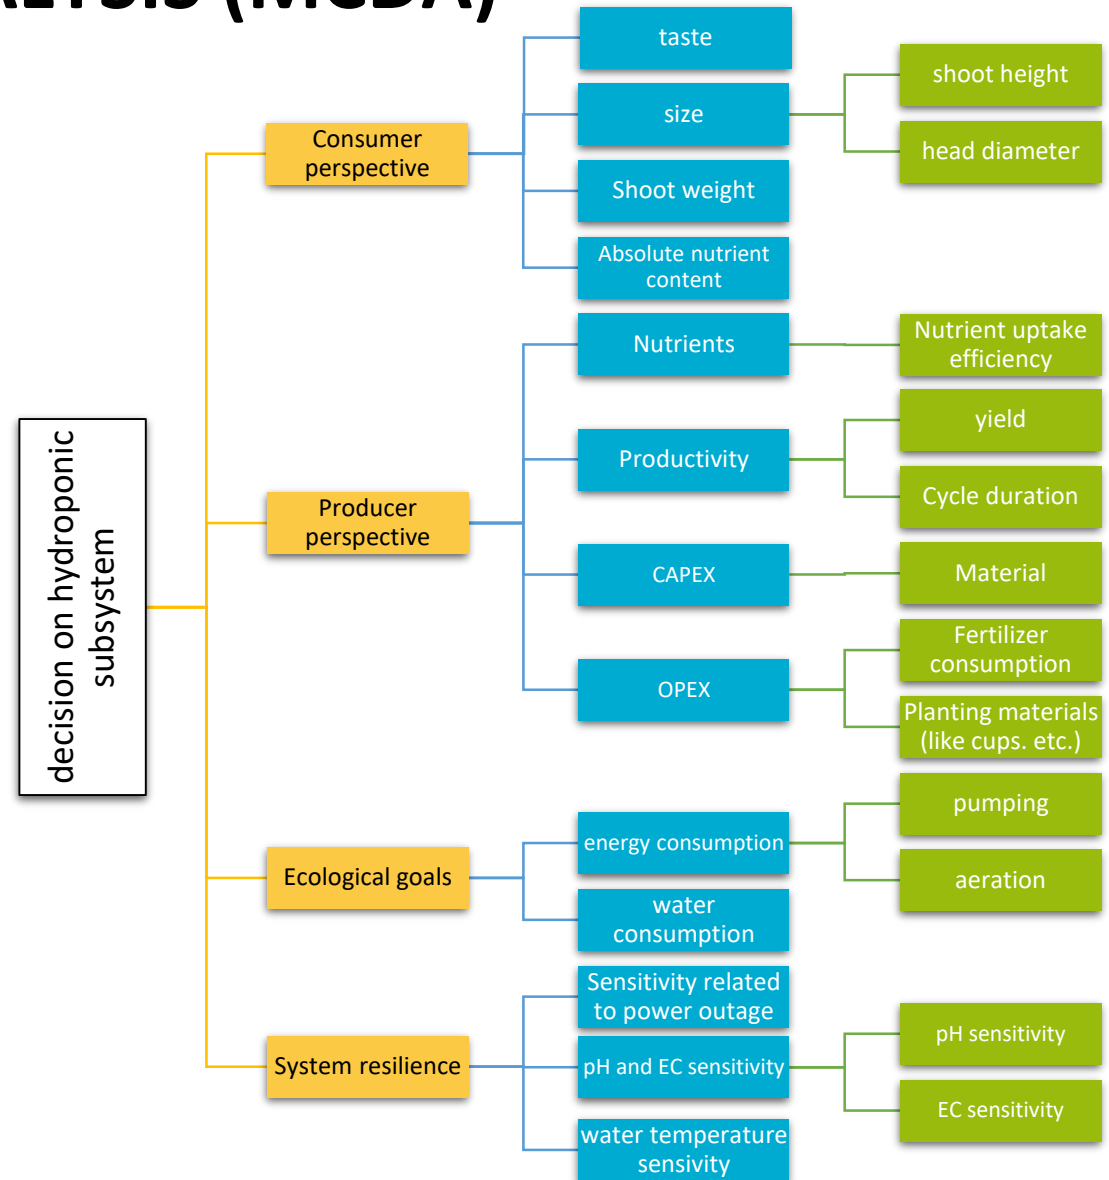 ALYSIS (MCDA)
taste
shoot height
size
Consumer
perspective
head diameter
Shoot weight
Absolute nutrient
content
Nutrients
Nutrient uptake
efficiency
yield
Productivity
Cycle duration
Producer
perspective
decision on hydroponic
subsystem
CAPEX
Material
Fertilizer
consumption
OPEX
Planting materials
(like cups. etc.)
pumping
energy consumption
Ecological goals
aeration
water
consumption
Sensitivity related
to power outage
pH sensitivity
System resilience
pH and EC sensitivity
EC sensitivity
water temperature
sensivity